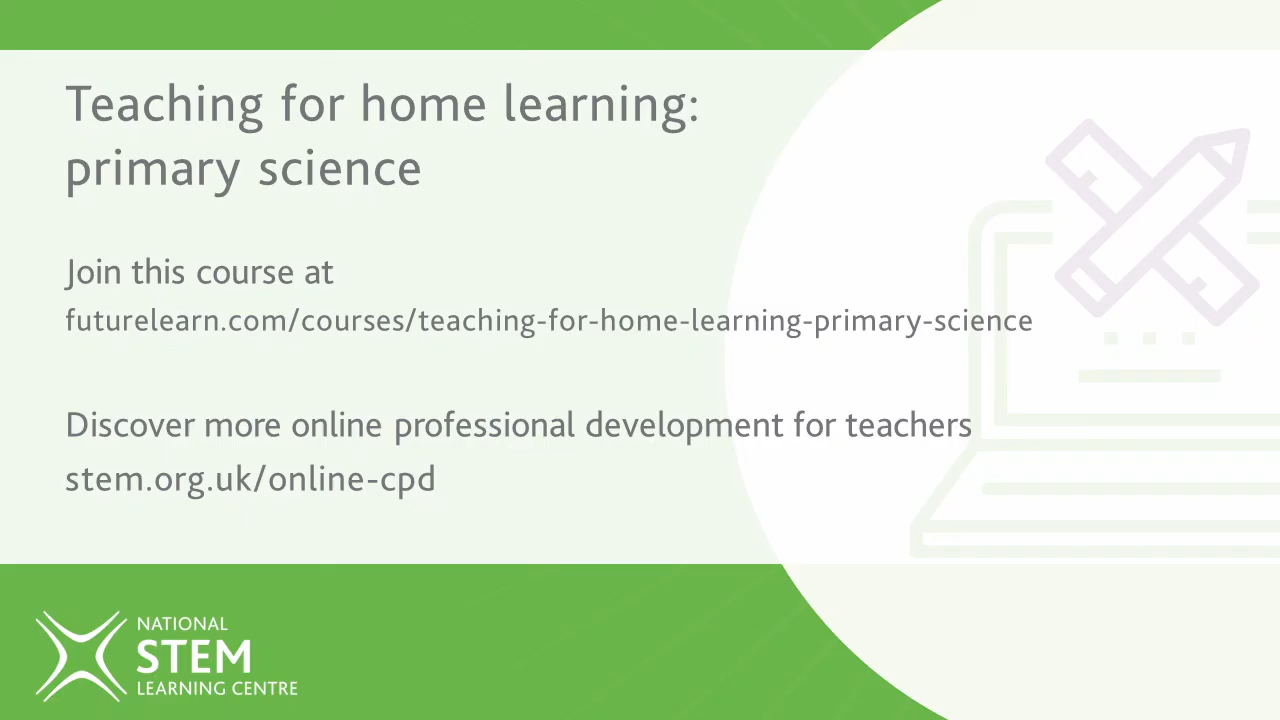 Teaching for home learning:
primary science
Join this course at
futurelearn.com/courses/teaching-for-home-learning-primary-science
Discover more online professional development for teachers
stem.org.uk/online-cpd
NATIONAL
STEM
LEARNING CENTRE